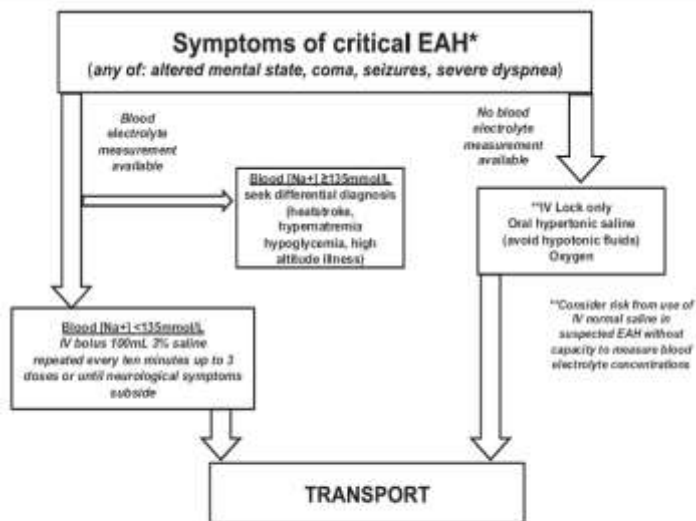 Symptoms of critical EAH*
(any of: altered mental state, coma, seizures, severe dyspnea)
Blood
electrolyte
measurement
available
No blood
electrolyte
measurement
available
Blood [Na+] ≥135mmol/L
seek differential diagnosis
(heatstroke,
hypernatremia
hypoglycemia, high
altitude illness)
**IV Lock only
Oral hypertonic saline
(avoid hypotonic fluids)
Oxygen
Blood [Na+] <135mmol/L
IV bolus 100mL 3% saline
repeated every ten minutes up to 3
doses or until neurological symptoms
subside
**Consider risk from use of
IV normal saline in
suspected EAH without
capacity to measure blood
electrolyte concentrations
TRANSPORT